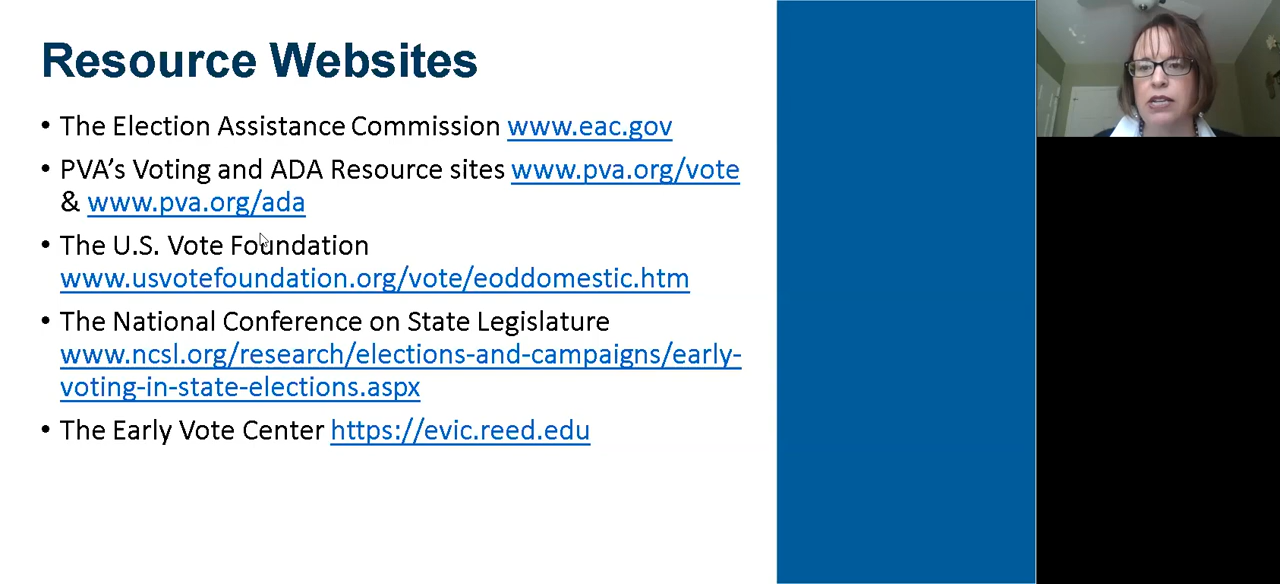 Resource Websites
• The Election Assistance Commission www.eac.gov
• PVA’s Voting and ADA Resource sites www.pva.org/vote
& www.pva.org/ada
• The U.S. Vote Foundation
www.usvotefoundation.org/vote/eoddomestic.htm
• The National Conference on State Legislature
www.ncsl.org/research/elections-and-campaigns/early-
voting-in-state-elections.aspx
• The Early Vote Center https://evic.reed.edu